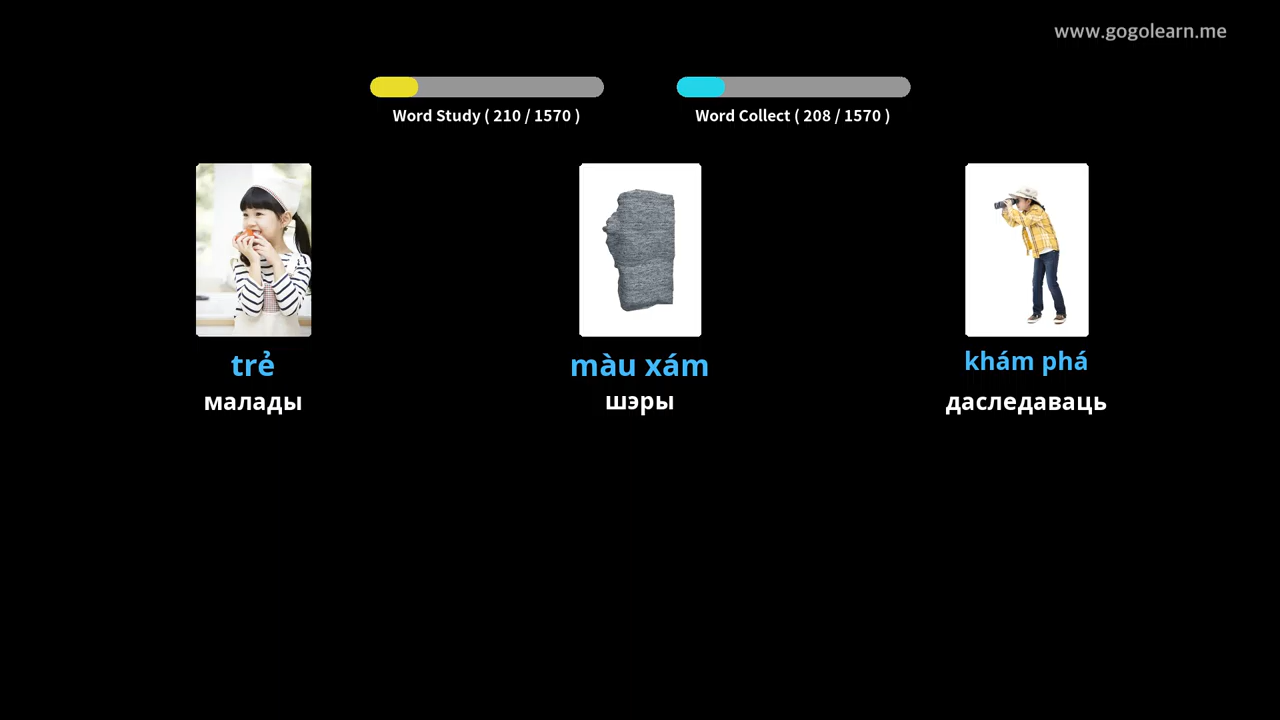 www.gogolearn.me
Word Study ( 210 / 1570 )
Word Collect ( 208 / 1570 )
trẻ
màu xám
khám phá
малады
шэры
даследаваць